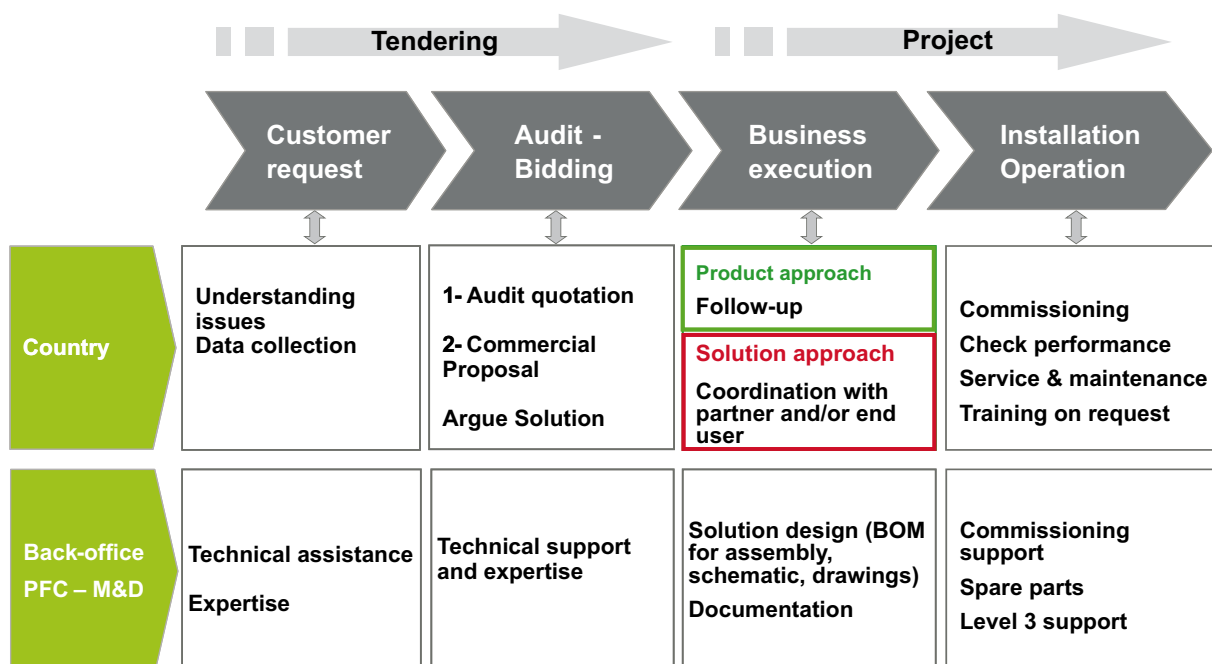 Tendering
Project
Customer
request
Audit -
Bidding
Business
execution
Installation
Operation
Country
Understanding
issues
Data collection
1- Audit quotation
2- Commercial
Proposal
Argue Solution
Product approach
Follow-up
Solution approach
Coordination with
partner and/or end
user
Commissioning
Check performance
Service & maintenance
Training on request
Back-office
PFC – M&D
Technical assistance
Expertise
Technical support
and expertise
Solution design (BOM
for assembly,
schematic, drawings)
Documentation
Commissioning
support
Spare parts
Level 3 support